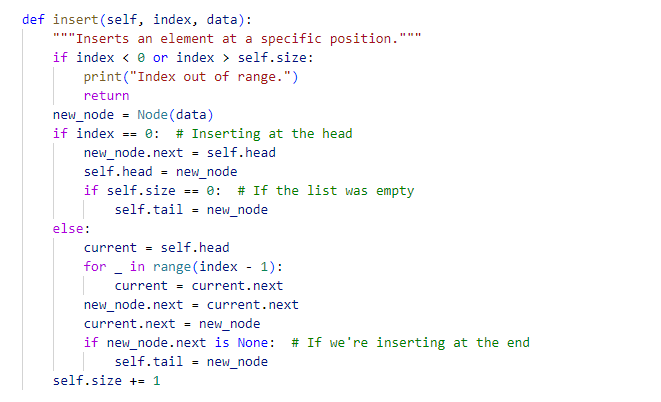 def insert(self, index, data):
    """Inserts an element at a specific position."""
    if index < 0 or index > self.size:
        print("Index out of range.")
        return
    new_node = Node(data)
    if index == 0:  # Inserting at the head
        new_node.next = self.head
        self.head = new_node
        if self.size == 0:  # If the list was empty
            self.tail = new_node
    else:
        current = self.head
        for _ in range(index - 1):
            current = current.next
        new_node.next = current.next
        current.next = new_node
        if new_node.next is None:  # If we're inserting at the end
            self.tail = new_node
    self.size += 1